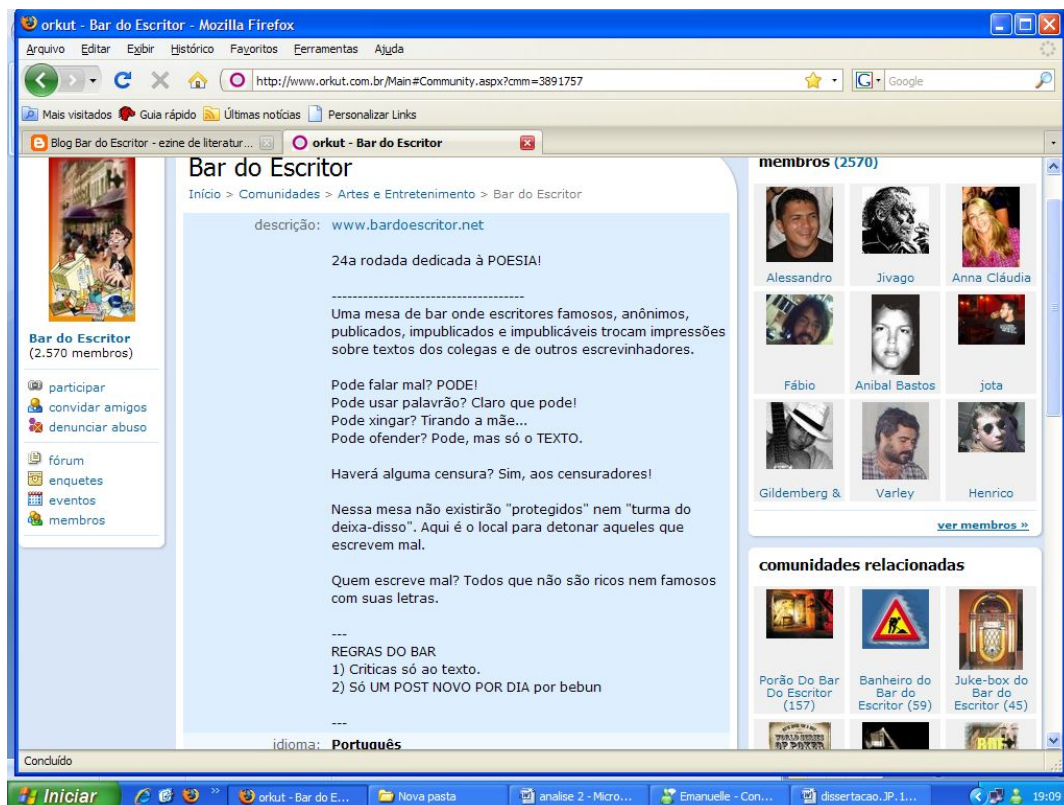 orkut - Bar do Escritor - Mozilla Firefox
Arquivo Editar Exibir Histórico Favoritos Ferramentas Ajuda
http://www.orkut.com.br/Main#Community.aspx?cmm=3891757
Google
Mais visitados Guia rápido Últimas notícias Personalizar Links
Blog Bar do Escritor - ezine de literatur...
orkut - Bar do Escritor
Bar do Escritor
Início > Comunidades > Artes e Entretenimento > Bar do Escritor
Bar do Escritor
(2.570 membros)
participar
convidar amigos
denunciar abuso
fórum
enquetes
eventos
membros
descrição: www.bardoescritor.net
24a rodada dedicada à POESIA!
-------------------------------------
Uma mesa de bar onde escritores famosos, anônimos,
publicados, impublicados e impublicáveis trocam impressões
sobre textos dos colegas e de outros escrevinhadores.
Pode falar mal? PODE!
Pode usar palavrão? Claro que pode!
Pode xingar? Tirando a mãe...
Pode ofender? Pode, mas só o TEXTO.
Haverá alguma censura? Sim, aos censuradores!
Nessa mesa não existirão "protegidos" nem "turma do
deixa-disso". Aqui é o local para detonar aqueles que
escrevem mal.
Quem escreve mal? Todos que não são ricos nem famosos
com suas letras.
---
REGRAS DO BAR
1) Criticas só ao texto.
2) Só UM POST NOVO POR DIA por bebun
---
idioma: Português
membros (2570)
Alessandro Jivago Anna Cláudia
Fábio Anibal Bastos jota
Gildemberg & Varley Henrico
ver membros »
comunidades relacionadas
Porão Do Bar
Do Escritor
(157)
Banheiro do
Bar do
Escritor (59)
Juke-box do
Bar do
Escritor (45)
WORLD SERIES
OF POKER
Concluído
Iniciar
orkut - Bar do E...
Nova pasta
analise 2 - Micro...
Emanuelle - Con...
dissertacao.JP.1...
19:09